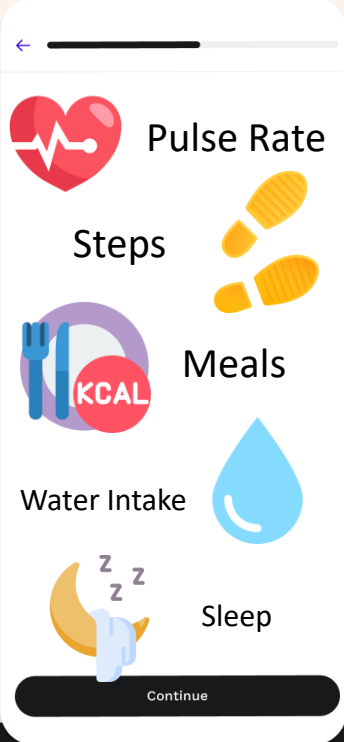 Pulse Rate
Steps
KCAL
Meals
Water Intake
z
z
z
Sleep
Continue